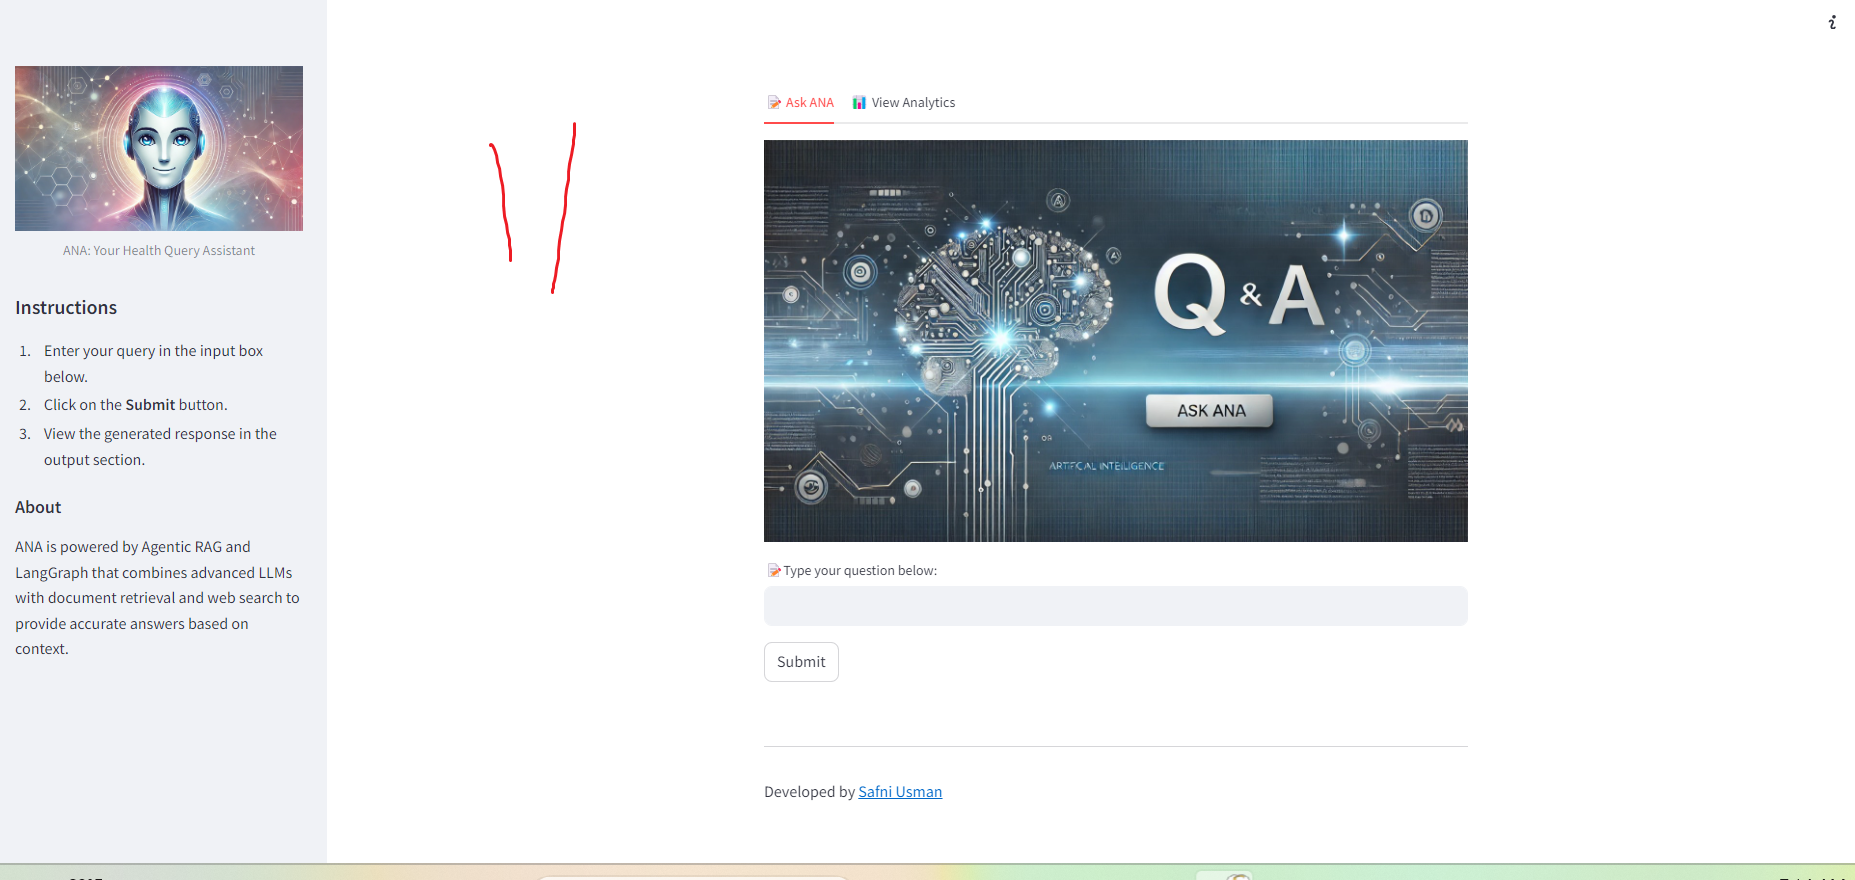 Ask ANA View Analytics
ANA: Your Health Query Assistant
Instructions
1. Enter your query in the input box
below.
2. Click on the Submit button.
3. View the generated response in the
output section.
About
ANA is powered by Agentic RAG and
LangGraph that combines advanced LLMs
with document retrieval and web search to
provide accurate answers based on
context.
Q & A
ASK ANA
Type your question below:
Submit
Developed by Safni Usman